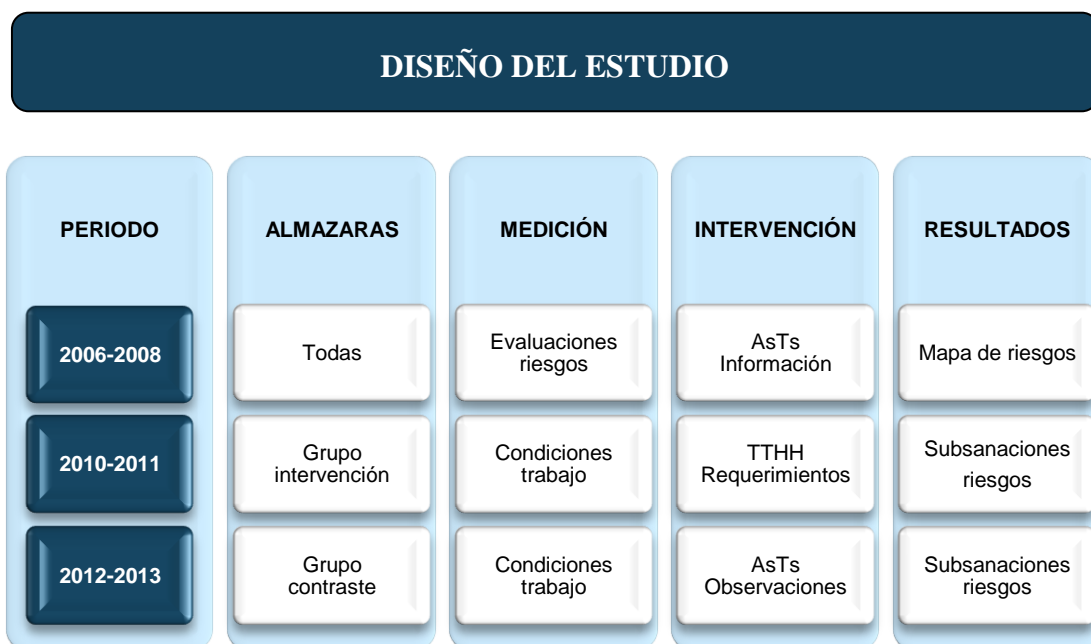 DISEÑO DEL ESTUDIO
PERIODO
ALMAZARAS
MEDICIÓN
INTERVENCIÓN
RESULTADOS
2006-2008
Todas
Evaluaciones
riesgos
AsTs
Información
Mapa de riesgos
2010-2011
Grupo
intervención
Condiciones
trabajo
TTHH
Requerimientos
Subsanaciones
riesgos
2012-2013
Grupo
contraste
Condiciones
trabajo
AsTs
Observaciones
Subsanaciones
riesgos